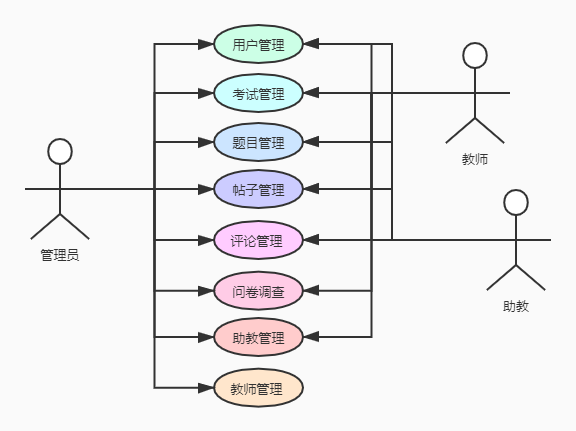 用户管理
考试管理
题目管理
教师
帖子管理
评论管理
管理员
问卷调查
助教
助教管理
教师管理